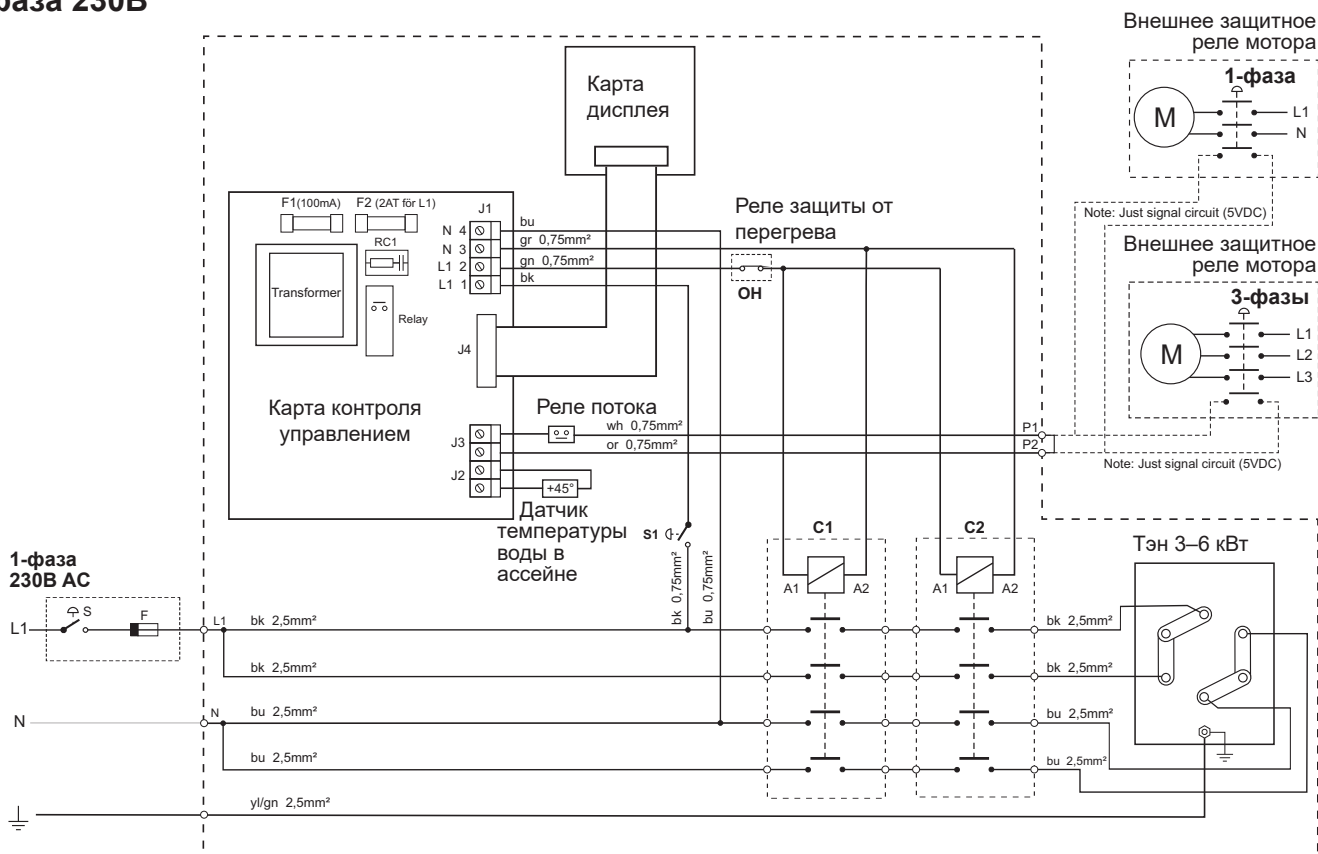 фаза 230В
Внешнее защитное
реле мотора
1-фаза
M
L1
N
Note: Just signal circuit (5VDC)
Внешнее защитное
реле мотора
3-фазы
M
L1
L2
L3
Note: Just signal circuit (5VDC)
Карта
дисплея
F1(100mA)
F2 (2AT för L1)
J1
RC1
Transformer
Relay
N 4
N 3
L1 2
L1 1
bu
gr 0,75mm²
gn 0,75mm²
bk
Реле защиты от
перегрева
OH
J4
Карта контроля
управлением
Реле потока
wh 0,75mm²
or 0,75mm²
P1
P2
J3
J2
+45°
Датчик
температуры
воды в
ассейне
S1
bk 0,75mm²
bu 0,75mm²
C1
C2
A1
A2
A1
A2
Тэн 3–6 кВт
1-фаза
230В AC
S
F
L1
L1
bk 2,5mm²
bk 2,5mm²
bk 2,5mm²
bk 2,5mm²
N
N
bu 2,5mm²
bu 2,5mm²
bu 2,5mm²
bu 2,5mm²
yl/gn 2,5mm²